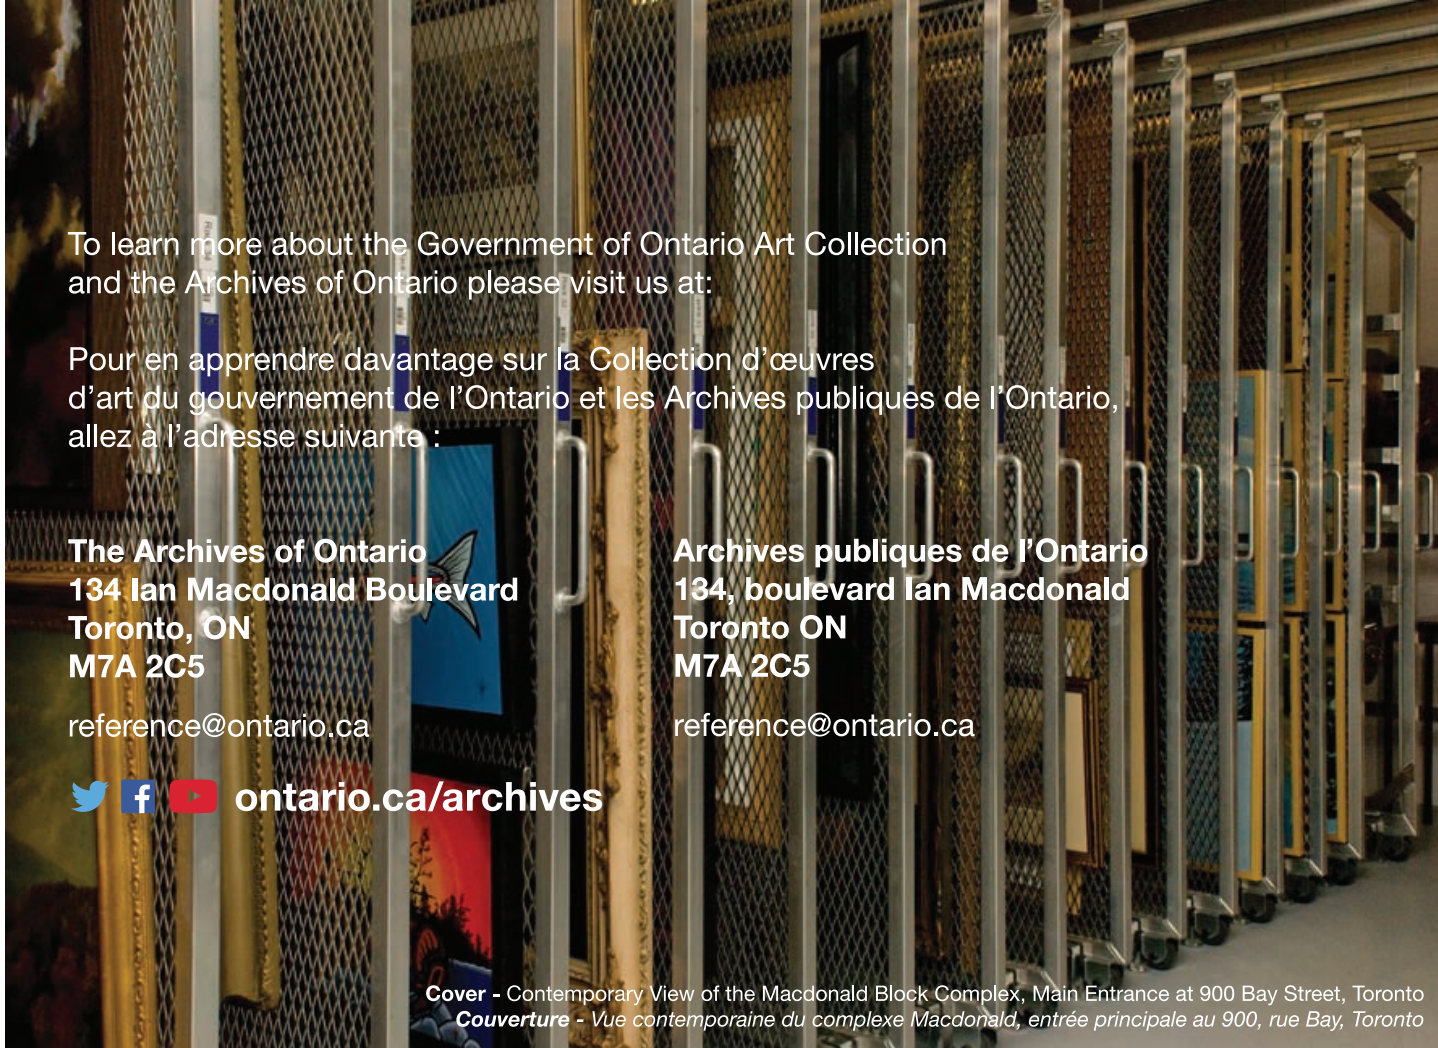 To learn more about the Government of Ontario Art Collection
and the Archives of Ontario please visit us at:
Pour en apprendre davantage sur la Collection d'œuvres
d'art du gouvernement de l'Ontario et les Archives publiques de l'Ontario,
allez à l'adresse suivante :
The Archives of Ontario
134 Ian Macdonald Boulevard
Toronto, ON
M7A 2C5
reference@ontario.ca
Archives publiques de l'Ontario
134, boulevard Ian Macdonald
Toronto ON
M7A 2C5
reference@ontario.ca
ontario.ca/archives
Cover - Contemporary View of the Macdonald Block Complex, Main Entrance at 900 Bay Street, Toronto
Couverture - Vue contemporaine du complexe Macdonald, entrée principale au 900, rue Bay, Toronto